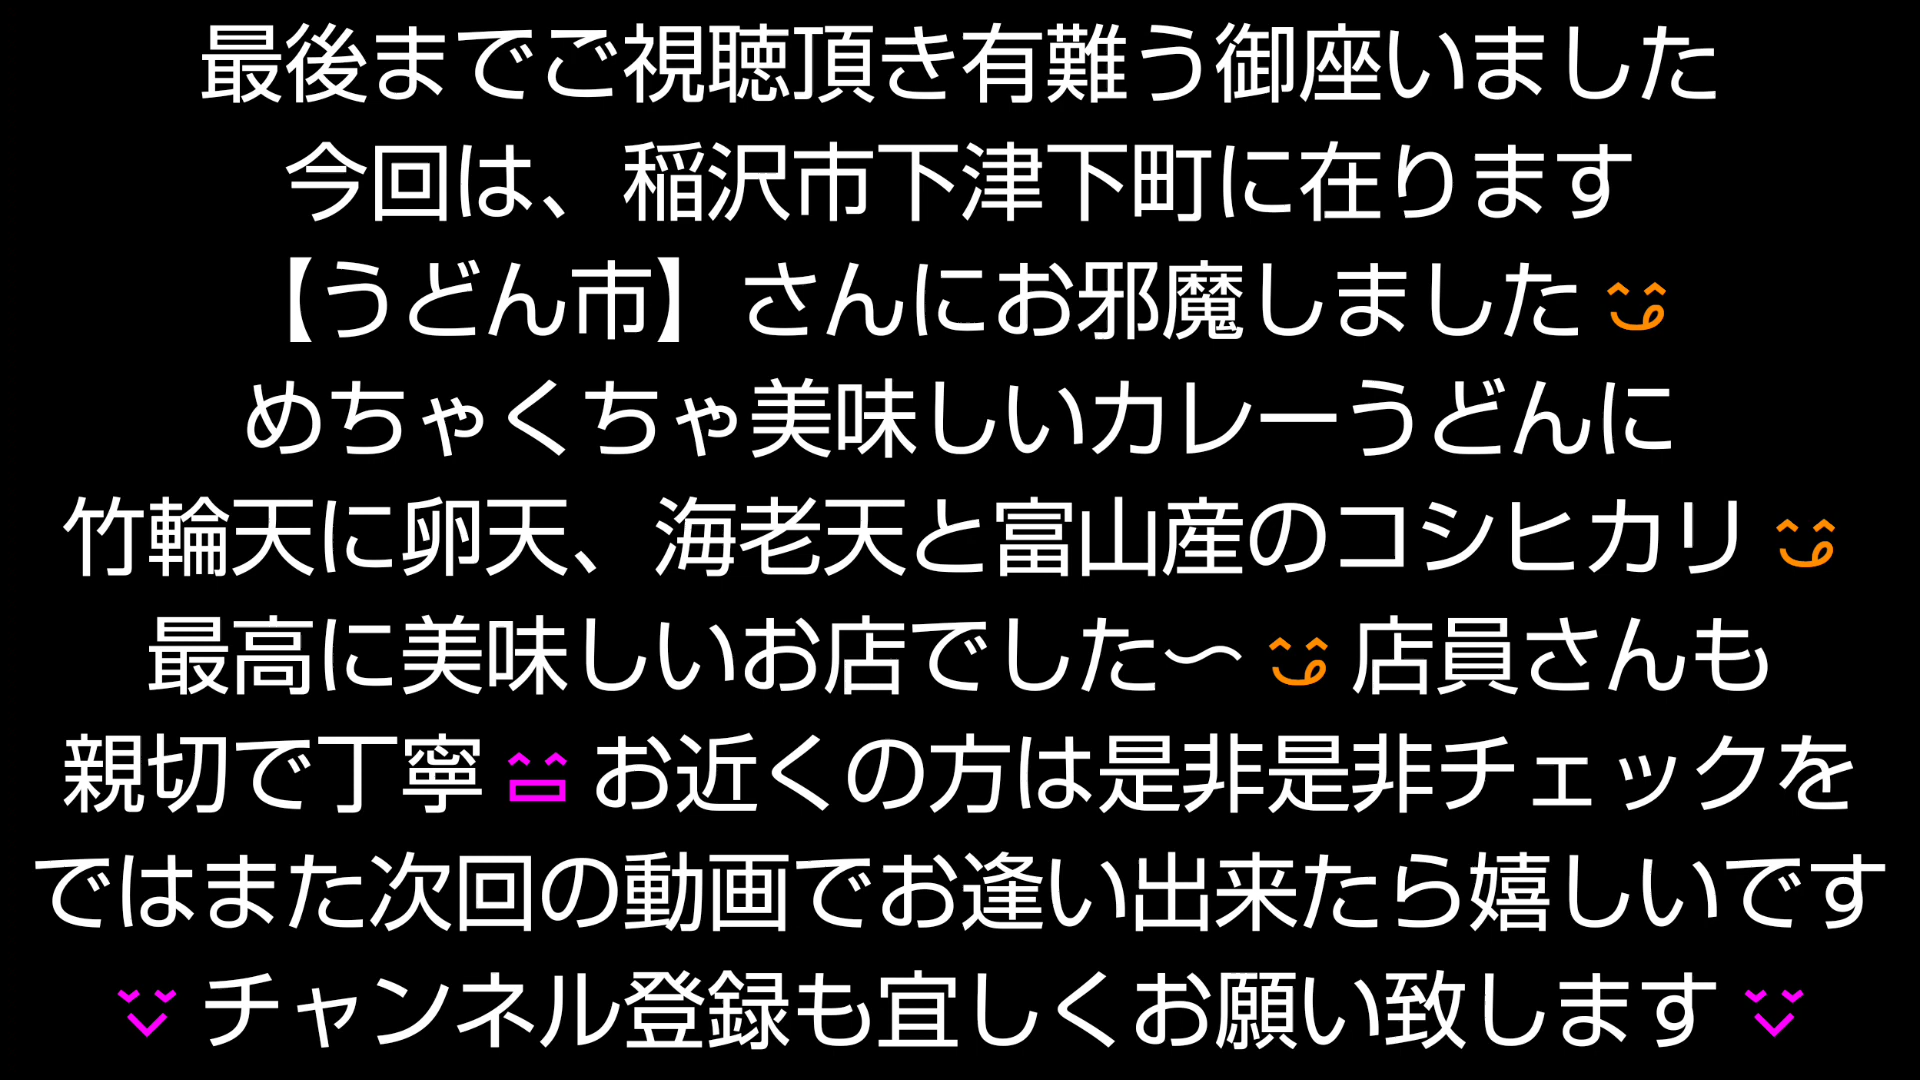 最後までご視聴頂き有難う御座いました
今回は、稲沢市下津下町に在ります
【うどん市】さんにお邪魔しました
めちゃくちゃ美味しいカレーうどんに
竹輪天に卵天、海老天と富山産のコシヒカリ
最高に美味しいお店でした〜 店員さんも
親切で丁寧 お近くの方は是非是非チェックを
ではまた次回の動画でお逢い出来たら嬉しいです
チャンネル登録も宜しくお願い致します